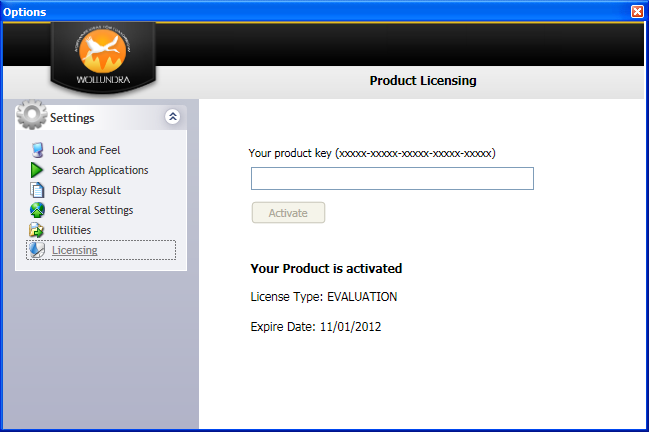 Options
WOLLUNDRA
Product Licensing
Settings
Look and Feel
Search Applications
Display Result
General Settings
Utilities
Licensing
Your product key (xxxxx-xxxxx-xxxxx-xxxxx-xxxxx)
Activate
Your Product is activated
License Type: EVALUATION
Expire Date: 11/01/2012